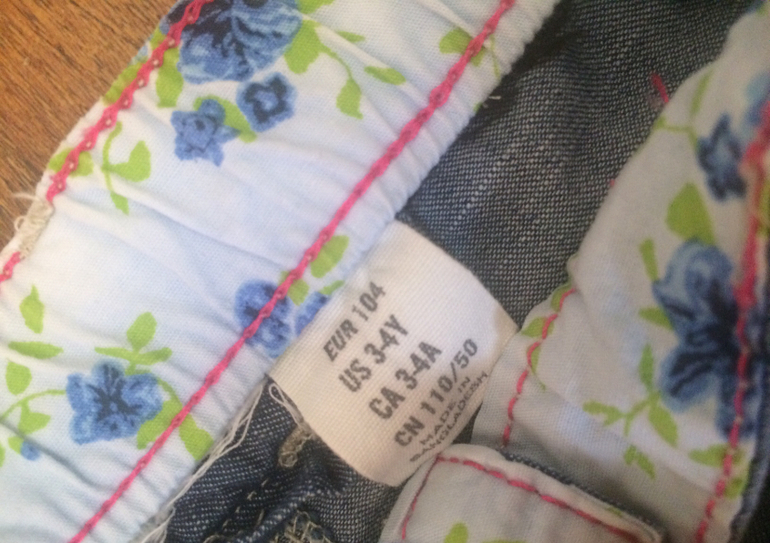 EUR 104
US 3-4Y
CA 3-4A
CN 110/50
MADE IN
BANGLADESH